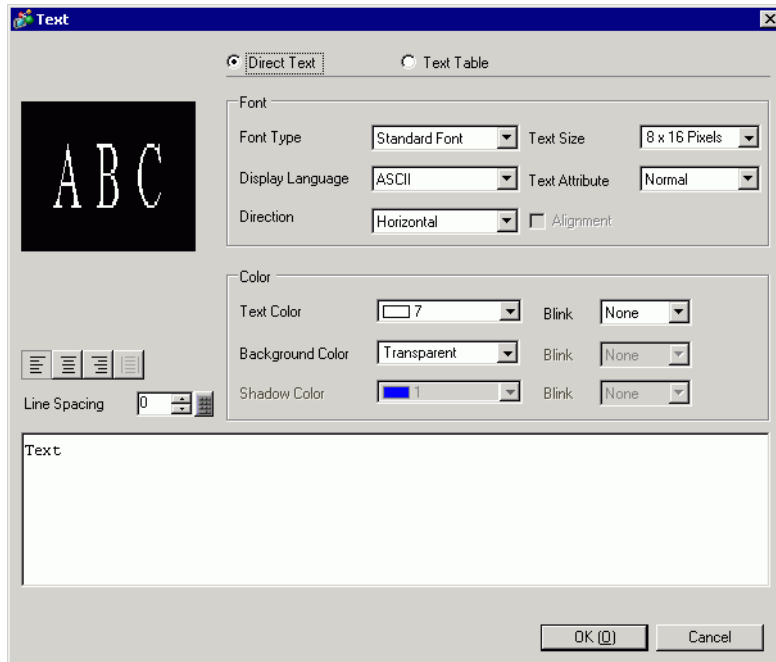 Text
Direct Text Text Table
Font
Font Type Standard Font Text Size 8 x 16 Pixels
Display Language ASCII Text Attribute Normal
Direction Horizontal Alignment
ABC
Color
Text Color 7 Blink None
Background Color Transparent Blink None
Shadow Color 1 Blink None
Line Spacing 0
Text
OK (O) Cancel